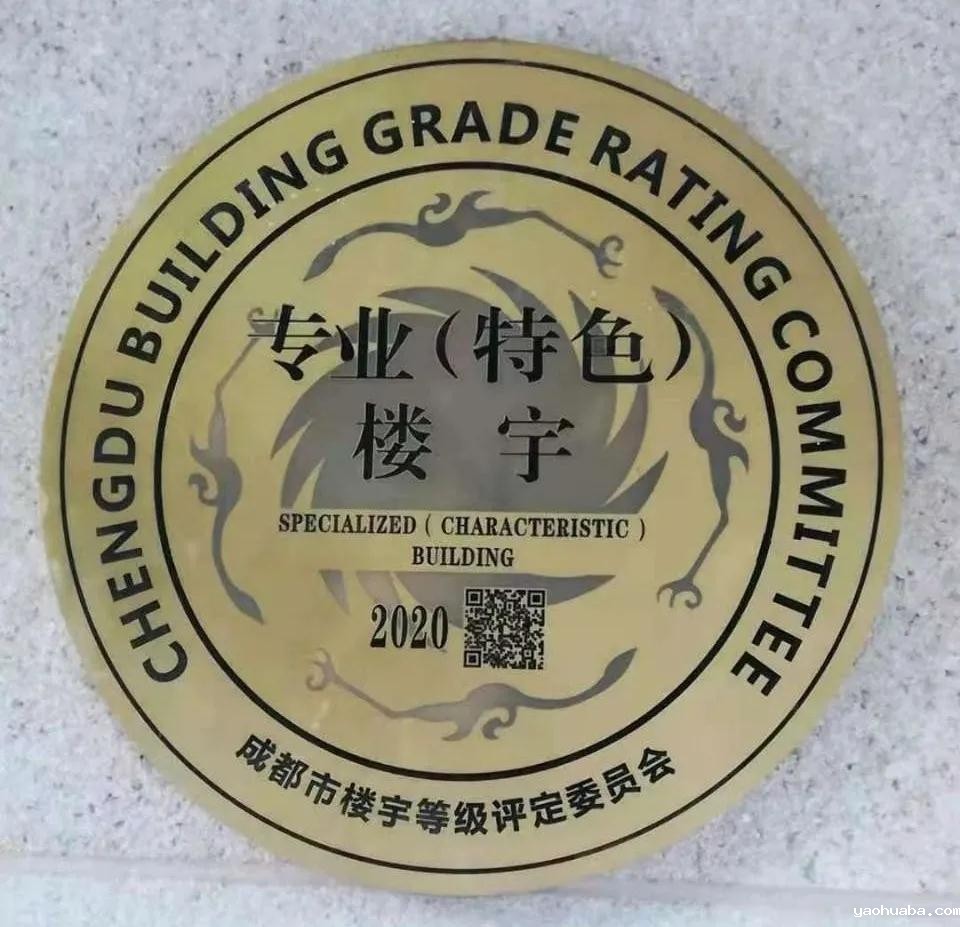 CHENGDU BUILDING GRADE RATING COMMITTEE
专业（特色）
楼宇
SPECIALIZED ( CHARACTERISTIC )
BUILDING
2020
成都市楼宇等级评定委员会
yaohuaba.com